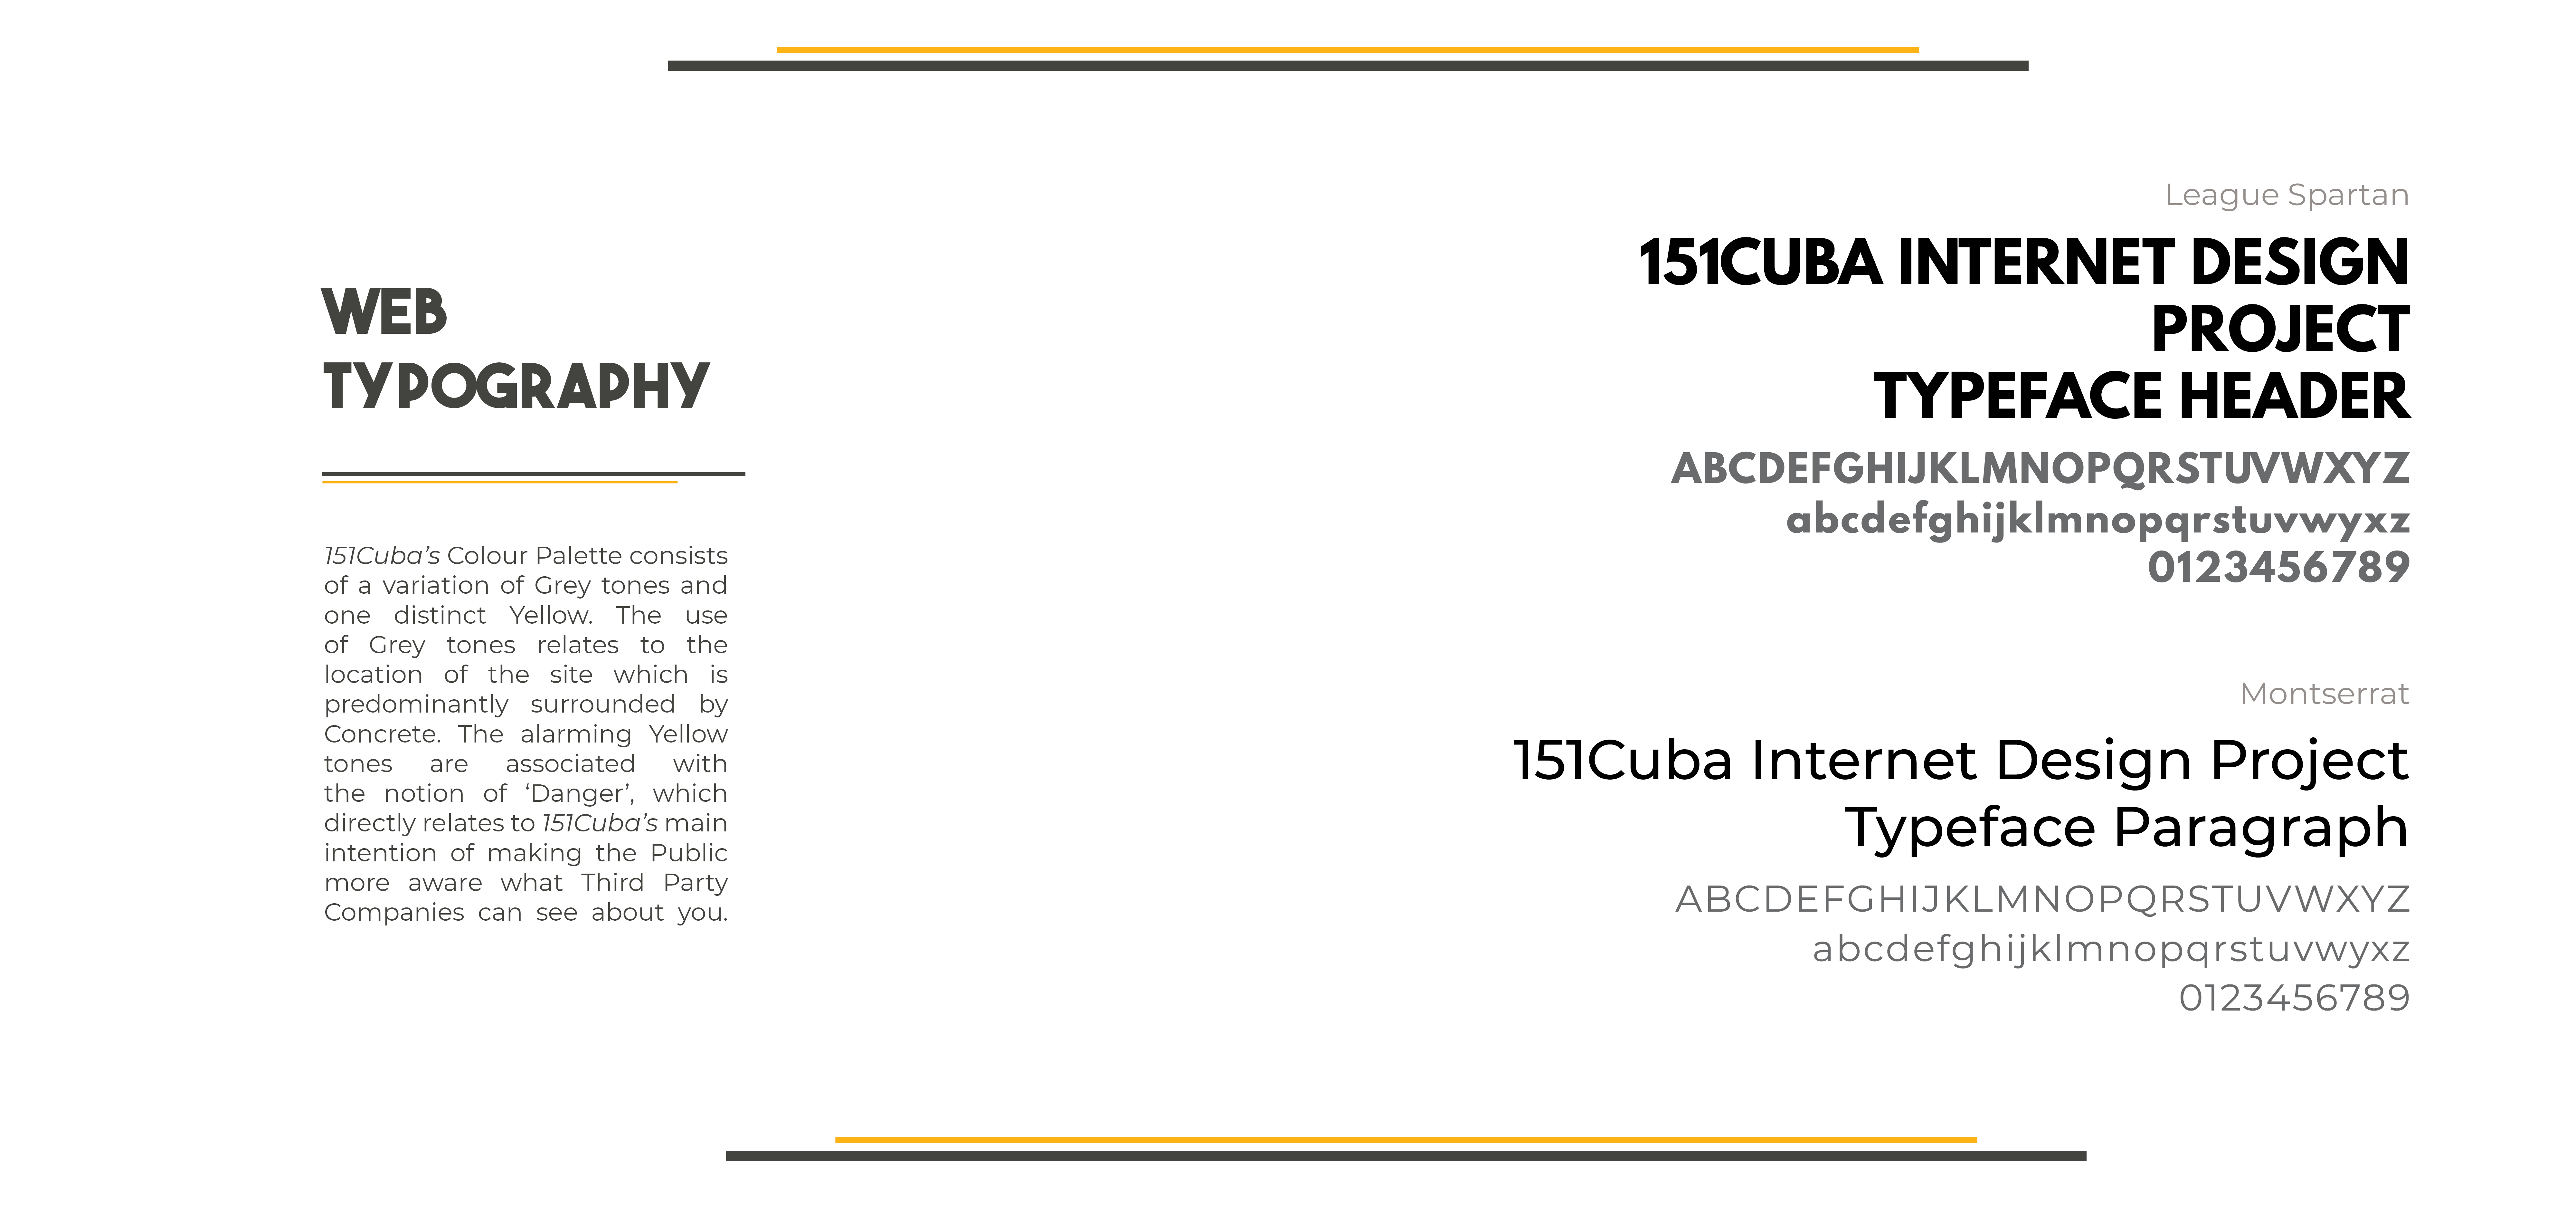 WEB
TYPOGRAPHY
151Cuba’s Colour Palette consists
of a variation of Grey tones and
one distinct Yellow. The use
of Grey tones relates to the
location of the site which is
predominantly surrounded by
Concrete. The alarming Yellow
tones are associated with
the notion of ‘Danger’, which
directly relates to 151Cuba’s main
intention of making the Public
more aware what Third Party
Companies can see about you.
League Spartan
151CUBA INTERNET DESIGN
PROJECT
TYPEFACE HEADER
ABCDEFGHIJKLMNOPQRSTUVWXYZ
abcdefghijklmnopqrstuvwyxz
0123456789
Montserrat
151Cuba Internet Design Project
Typeface Paragraph
ABCDEFGHIJKLMNOPQRSTUVWXYZ
abcdefghijklmnopqrstuvwyxz
0123456789